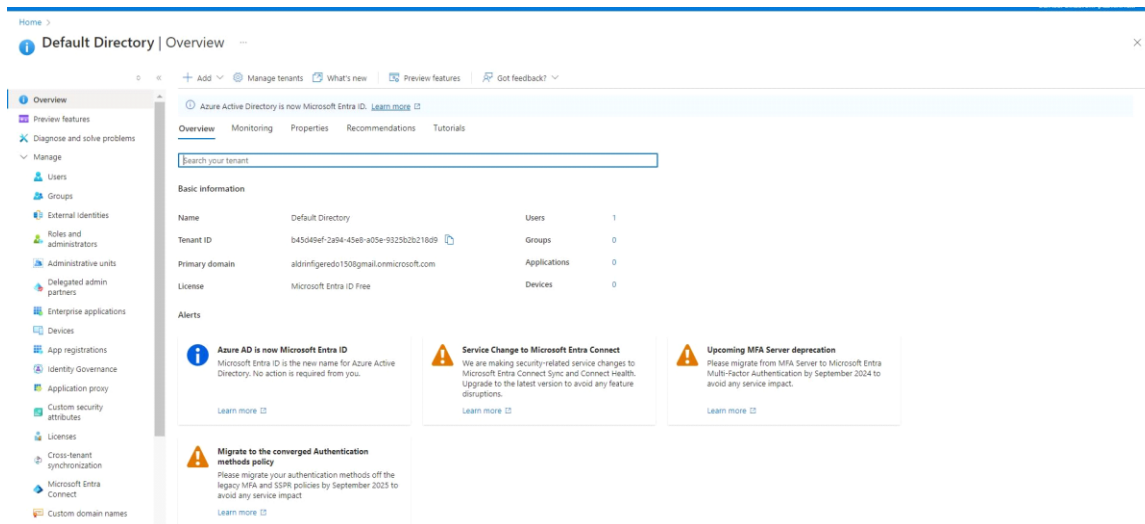 Home >
Default Directory | Overview ...
Add
Manage tenants
What's new
Preview features
Got feedback?
Overview
Preview features
Diagnose and solve problems
Manage
Users
Groups
External Identities
Roles and
administrators
Administrative units
Delegated admin
partners
Enterprise applications
Devices
App registrations
Identity Governance
Application proxy
Custom security
attributes
Licenses
Cross-tenant
synchronization
Microsoft Entra
Connect
Custom domain names
Azure Active Directory is now Microsoft Entra ID. Learn more
Overview Monitoring Properties Recommendations Tutorials
Search your tenant
Basic information
Name Default Directory Users 1
Tenant ID b45d49ef-2a94-45e8-a05e-9325b2b218d9 Groups 0
Primary domain aldrinfigeredo1508gmail.onmicrosoft.com Applications 0
License Microsoft Entra ID Free Devices 0
Alerts
Azure AD is now Microsoft Entra ID
Microsoft Entra ID is the new name for Azure Active
Directory. No action is required from you.
Learn more
Service Change to Microsoft Entra Connect
We are making security-related service changes to
Microsoft Entra Connect Sync and Connect Health.
Upgrade to the latest version to avoid any feature
disruptions.
Learn more
Upcoming MFA Server deprecation
Please migrate from MFA Server to Microsoft Entra
Multi-Factor Authentication by September 2024 to
avoid any service impact.
Learn more
Migrate to the converged Authentication
methods policy
Please migrate your authentication methods off the
legacy MFA and SSPR policies by September 2025 to
avoid any service impact
Learn more